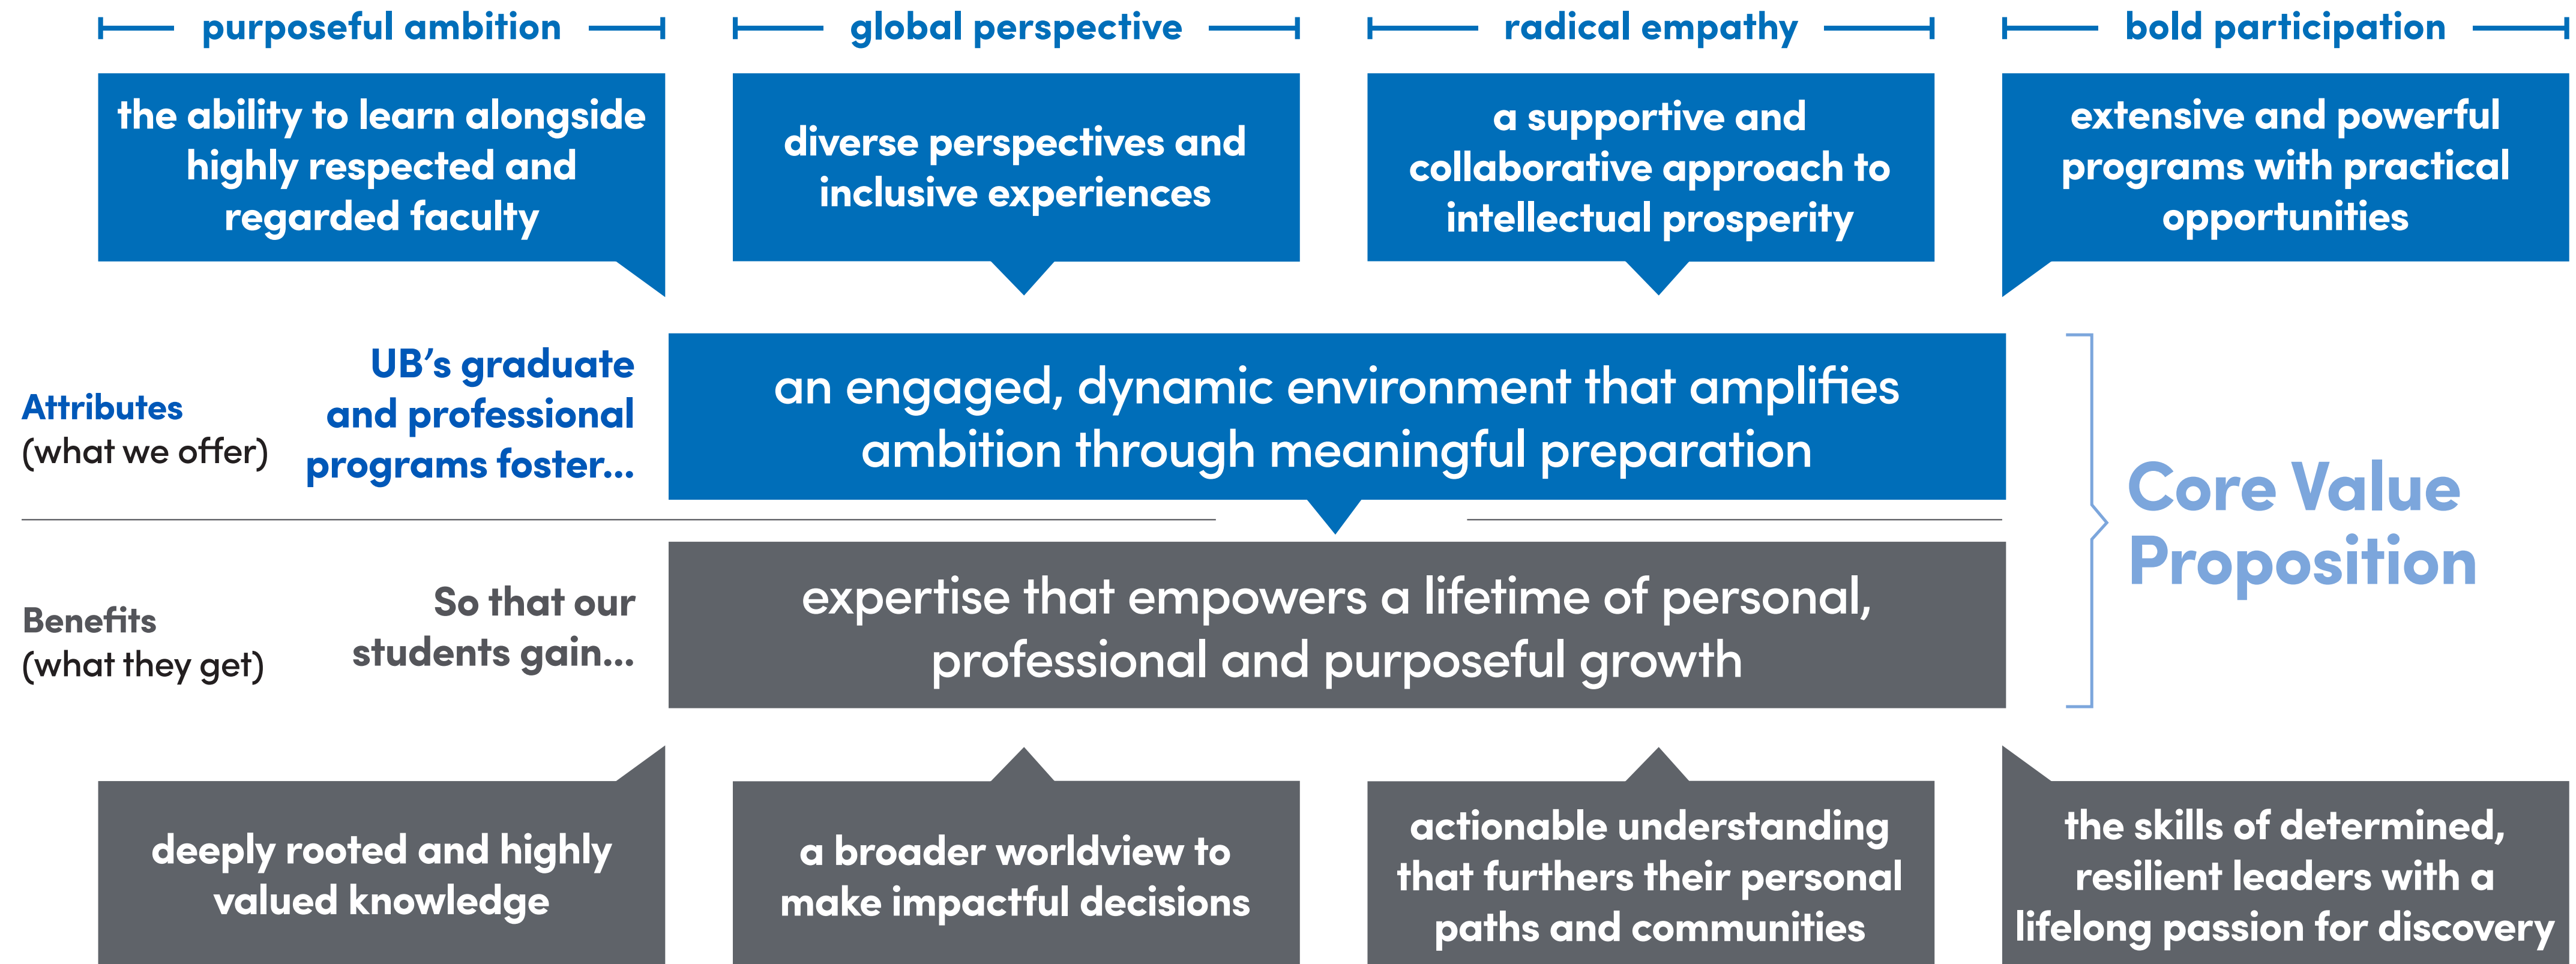 purposeful ambition
global perspective
radical empathy
bold participation
the ability to learn alongside
highly respected and
regarded faculty
diverse perspectives and
inclusive experiences
a supportive and
collaborative approach to
intellectual prosperity
extensive and powerful
programs with practical
opportunities
Attributes
(what we offer)
UB’s graduate
and professional
programs foster...
an engaged, dynamic environment that amplifies
ambition through meaningful preparation
Core Value
Proposition
Benefits
(what they get)
So that our
students gain...
expertise that empowers a lifetime of personal,
professional and purposeful growth
deeply rooted and highly
valued knowledge
a broader worldview to
make impactful decisions
actionable understanding
that furthers their personal
paths and communities
the skills of determined,
resilient leaders with a
lifelong passion for discovery